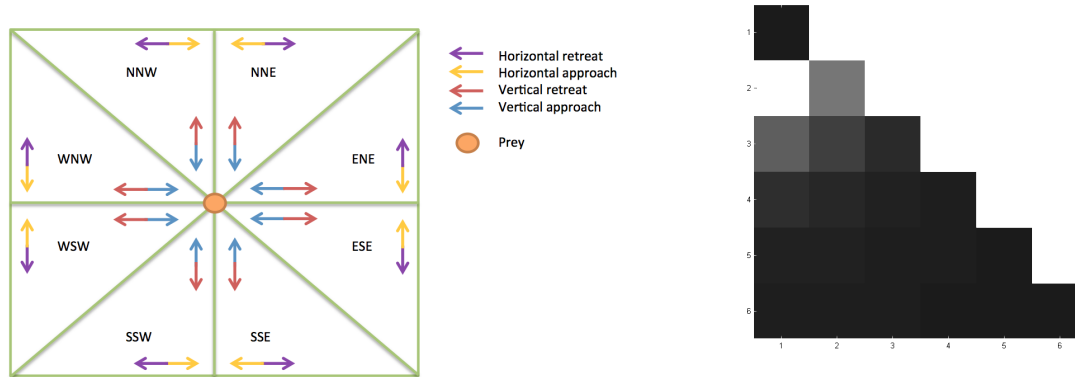 NNW
NNE
WNW
ENE
WSW
ESE
SSW
SSE
Horizontal retreat
Horizontal approach
Vertical retreat
Vertical approach
Prey
1
2
3
4
5
6
1 2 3 4 5 6